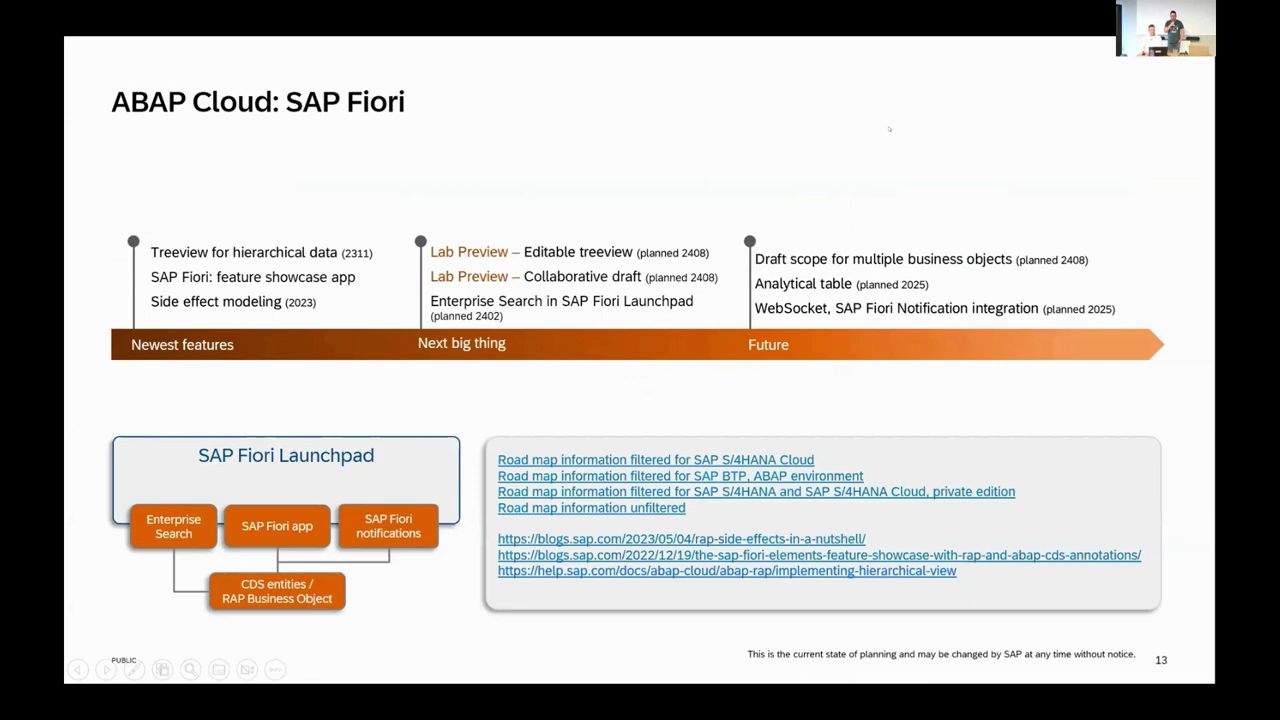 ABAP Cloud: SAP Fiori
Treeview for hierarchical data (2311)
SAP Fiori: feature showcase app
Side effect modeling (2023)
Lab Preview – Editable treeview (planned 2408)
Lab Preview – Collaborative draft (planned 2408)
Enterprise Search in SAP Fiori Launchpad
(planned 2402)
Draft scope for multiple business objects (planned 2408)
Analytical table (planned 2025)
WebSocket, SAP Fiori Notification integration (planned 2025)
Newest features
Next big thing
Future
SAP Fiori Launchpad
Enterprise
Search
SAP Fiori app
SAP Fiori
notifications
CDS entities /
RAP Business Object
Road map information filtered for SAP S/4HANA Cloud
Road map information filtered for SAP BTP, ABAP environment
Road map information filtered for SAP S/4HANA and SAP S/4HANA Cloud, private edition
Road map information unfiltered
https://blogs.sap.com/2023/05/04/rap-side-effects-in-a-nutshell/
https://blogs.sap.com/2022/12/19/the-sap-fiori-elements-feature-showcase-with-rap-and-abap-cds-annotations/
https://help.sap.com/docs/abap-cloud/abap-rap/implementing-hierarchical-view
PUBLIC
This is the current state of planning and may be changed by SAP at any time without notice.
13